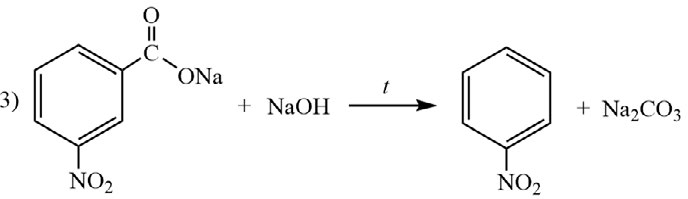 O
C
ONa
3)
+ NaOH
t
+ Na₂CO₃
NO₂
NO₂